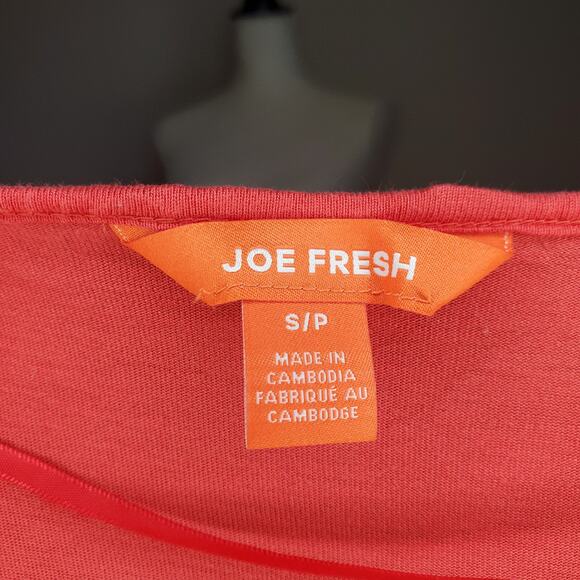 JOE FRESH
S/P
MADE IN
CAMBODIA
FABRIQUÉ AU
CAMBODGE